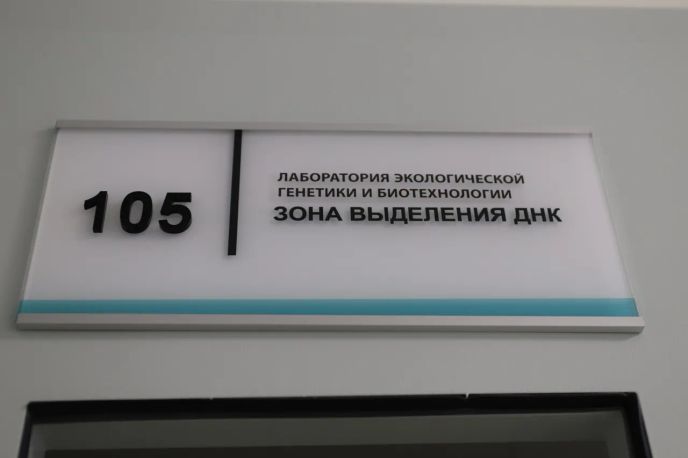 105
ЛАБОРАТОРИЯ ЭКОЛОГИЧЕСКОЙ
ГЕНЕТИКИ И БИОТЕХНОЛОГИИ
ЗОНА ВЫДЕЛЕНИЯ ДНК